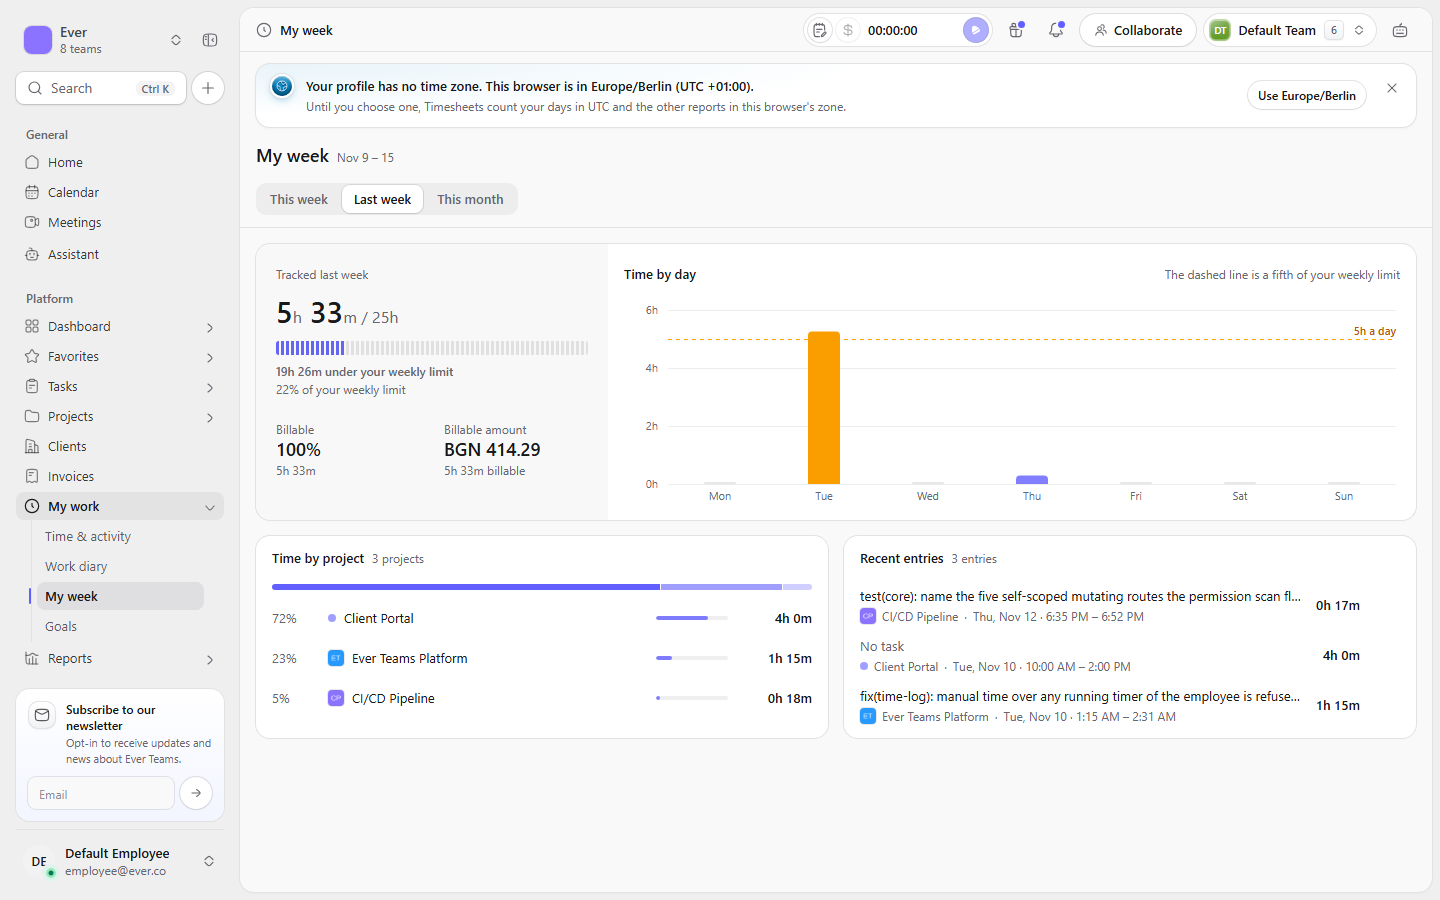 Ever
8 teams
Search
Ctrl K
General
Home
Calendar
Meetings
Assistant
Platform
Dashboard
Favorites
Tasks
Projects
Clients
Invoices
My work
Time & activity
Work diary
My week
Goals
Reports
Subscribe to our
newsletter
Opt-in to receive updates and
news about Ever Teams.
Email
DE
Default Employee
employee@ever.co
My week
00:00:00
Collaborate
DT
Default Team
6
Your profile has no time zone. This browser is in Europe/Berlin (UTC +01:00).
Until you choose one, Timesheets count your days in UTC and the other reports in this browser's zone.
Use Europe/Berlin
My week
Nov 9 – 15
This week
Last week
This month
Tracked last week
5h 33m / 25h
19h 26m under your weekly limit
22% of your weekly limit
Billable
100%
5h 33m
Billable amount
BGN 414.29
5h 33m billable
Time by day
The dashed line is a fifth of your weekly limit
6h
5h a day
4h
2h
0h
Mon
Tue
Wed
Thu
Fri
Sat
Sun
Time by project
3 projects
72%
Client Portal
4h 0m
23%
ET
Ever Teams Platform
1h 15m
5%
CP
CI/CD Pipeline
0h 18m
Recent entries
3 entries
test(core): name the five self-scoped mutating routes the permission scan fl...
CP
CI/CD Pipeline · Thu, Nov 12 · 6:35 PM – 6:52 PM
0h 17m
No task
Client Portal · Tue, Nov 10 · 10:00 AM – 2:00 PM
4h 0m
fix(time-log): manual time over any running timer of the employee is refuse...
ET
Ever Teams Platform · Tue, Nov 10 · 1:15 AM – 2:31 AM
1h 15m